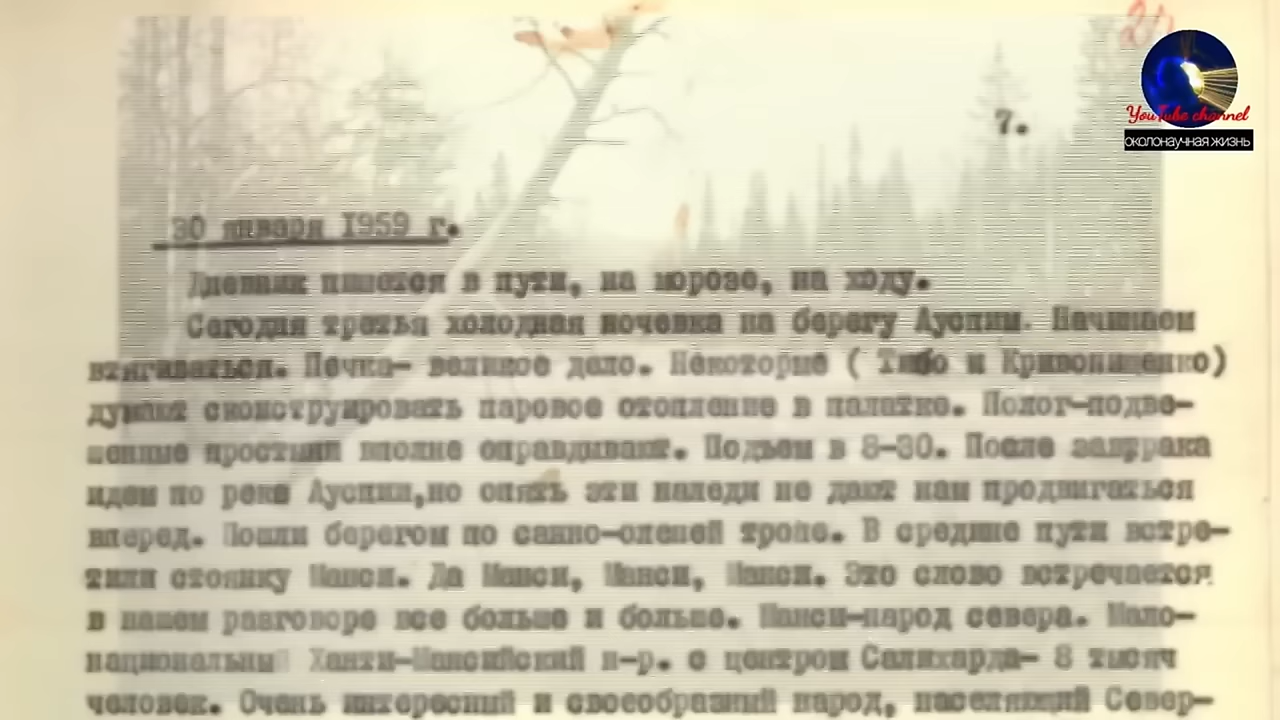 7.
YouTube channel
ОКОЛОНАУЧНАЯ ЖИЗНЬ
30 января 1959 г.
Дневник пишется в пути, на морозе, на ходу.
Сегодня третья холодная ночевка на берегу Ауспии. Начинаем
втягиваться. Печка- великое дело. Некоторые ( Тибо и Кривонищенко)
думают сконструировать паровое отопление в палатке. Полог-подве-
шенные простыни вполне оправдывают. Подъем в 8-30. После завтрака
идем по реке Ауспии,но опять эти наледи не дают нам продвигаться
вперед. Пошли берегом по санно-оленей тропе. В средине пути встре-
тили стоянку Манси. Да Манси, Манси, Манси. Это слово встречается
в нашем разговоре все больше и больше. Манси-народ севера. Мало-
национальный Ханти-Мансийский н-р. с центром Салихарда- 8 тысяч
человек. Очень интересный и своеобразный народ, населяющий Север-